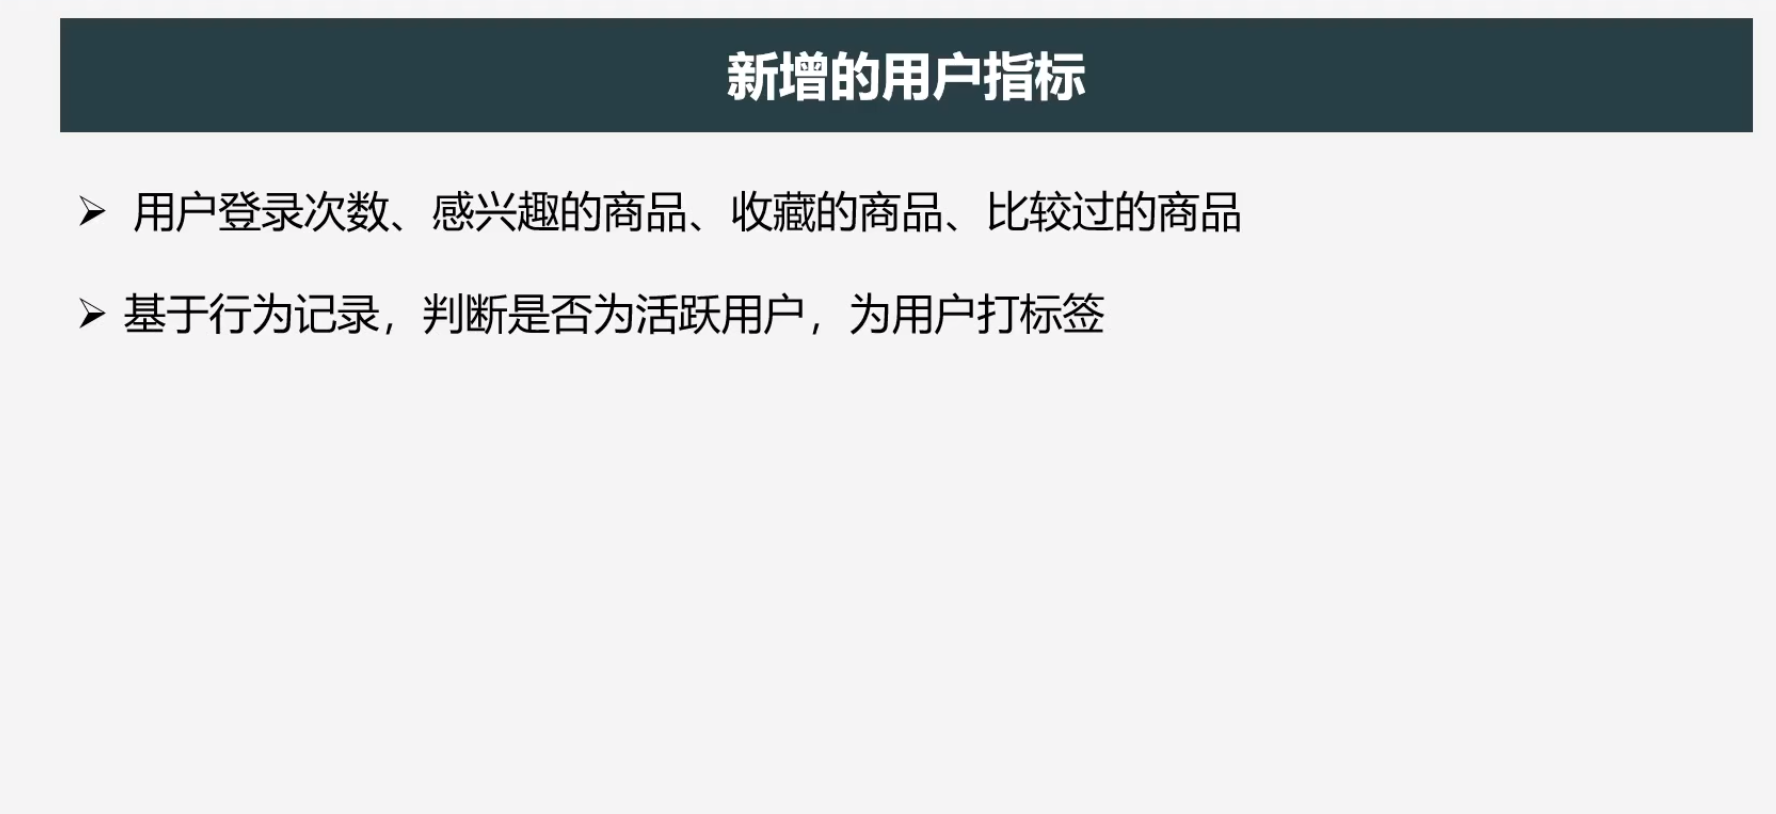 新增的用户指标
➢ 用户登录次数、感兴趣的商品、收藏的商品、比较过的商品
➢ 基于行为记录，判断是否为活跃用户，为用户打标签